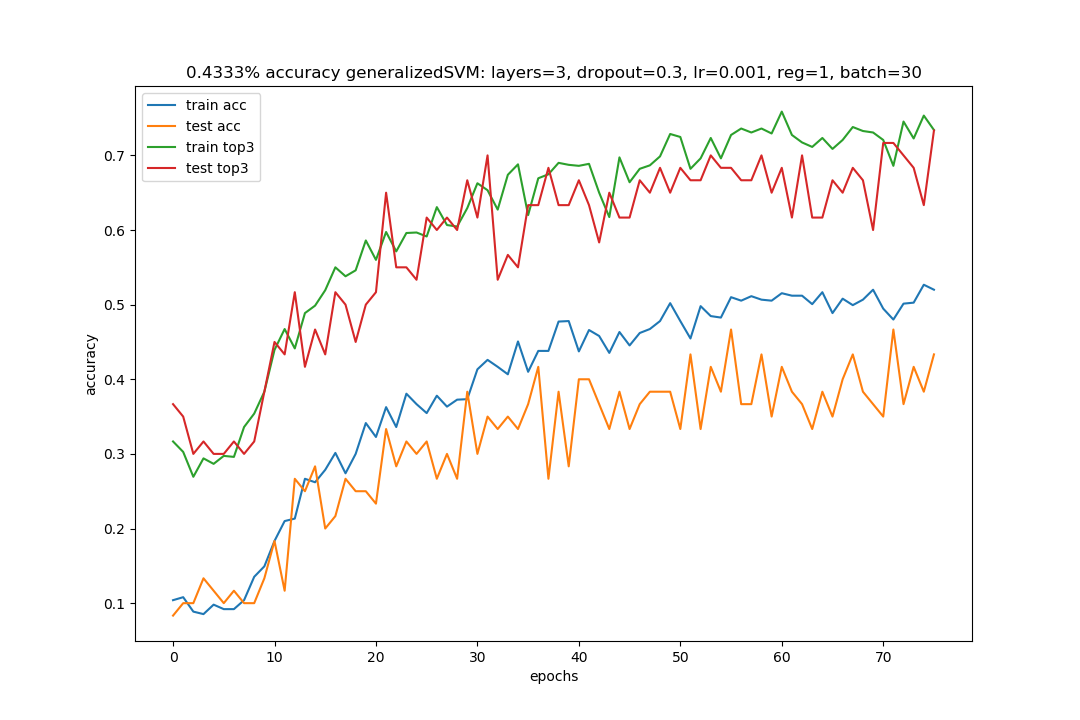 0.4333% accuracy generalizedSVM: layers=3, dropout=0.3, lr=0.001, reg=1, batch=30
train acc
test acc
train top3
test top3
0.7
0.6
0.5
0.4
0.3
0.2
0.1
accuracy
0 10 20 30 40 50 60 70
epochs